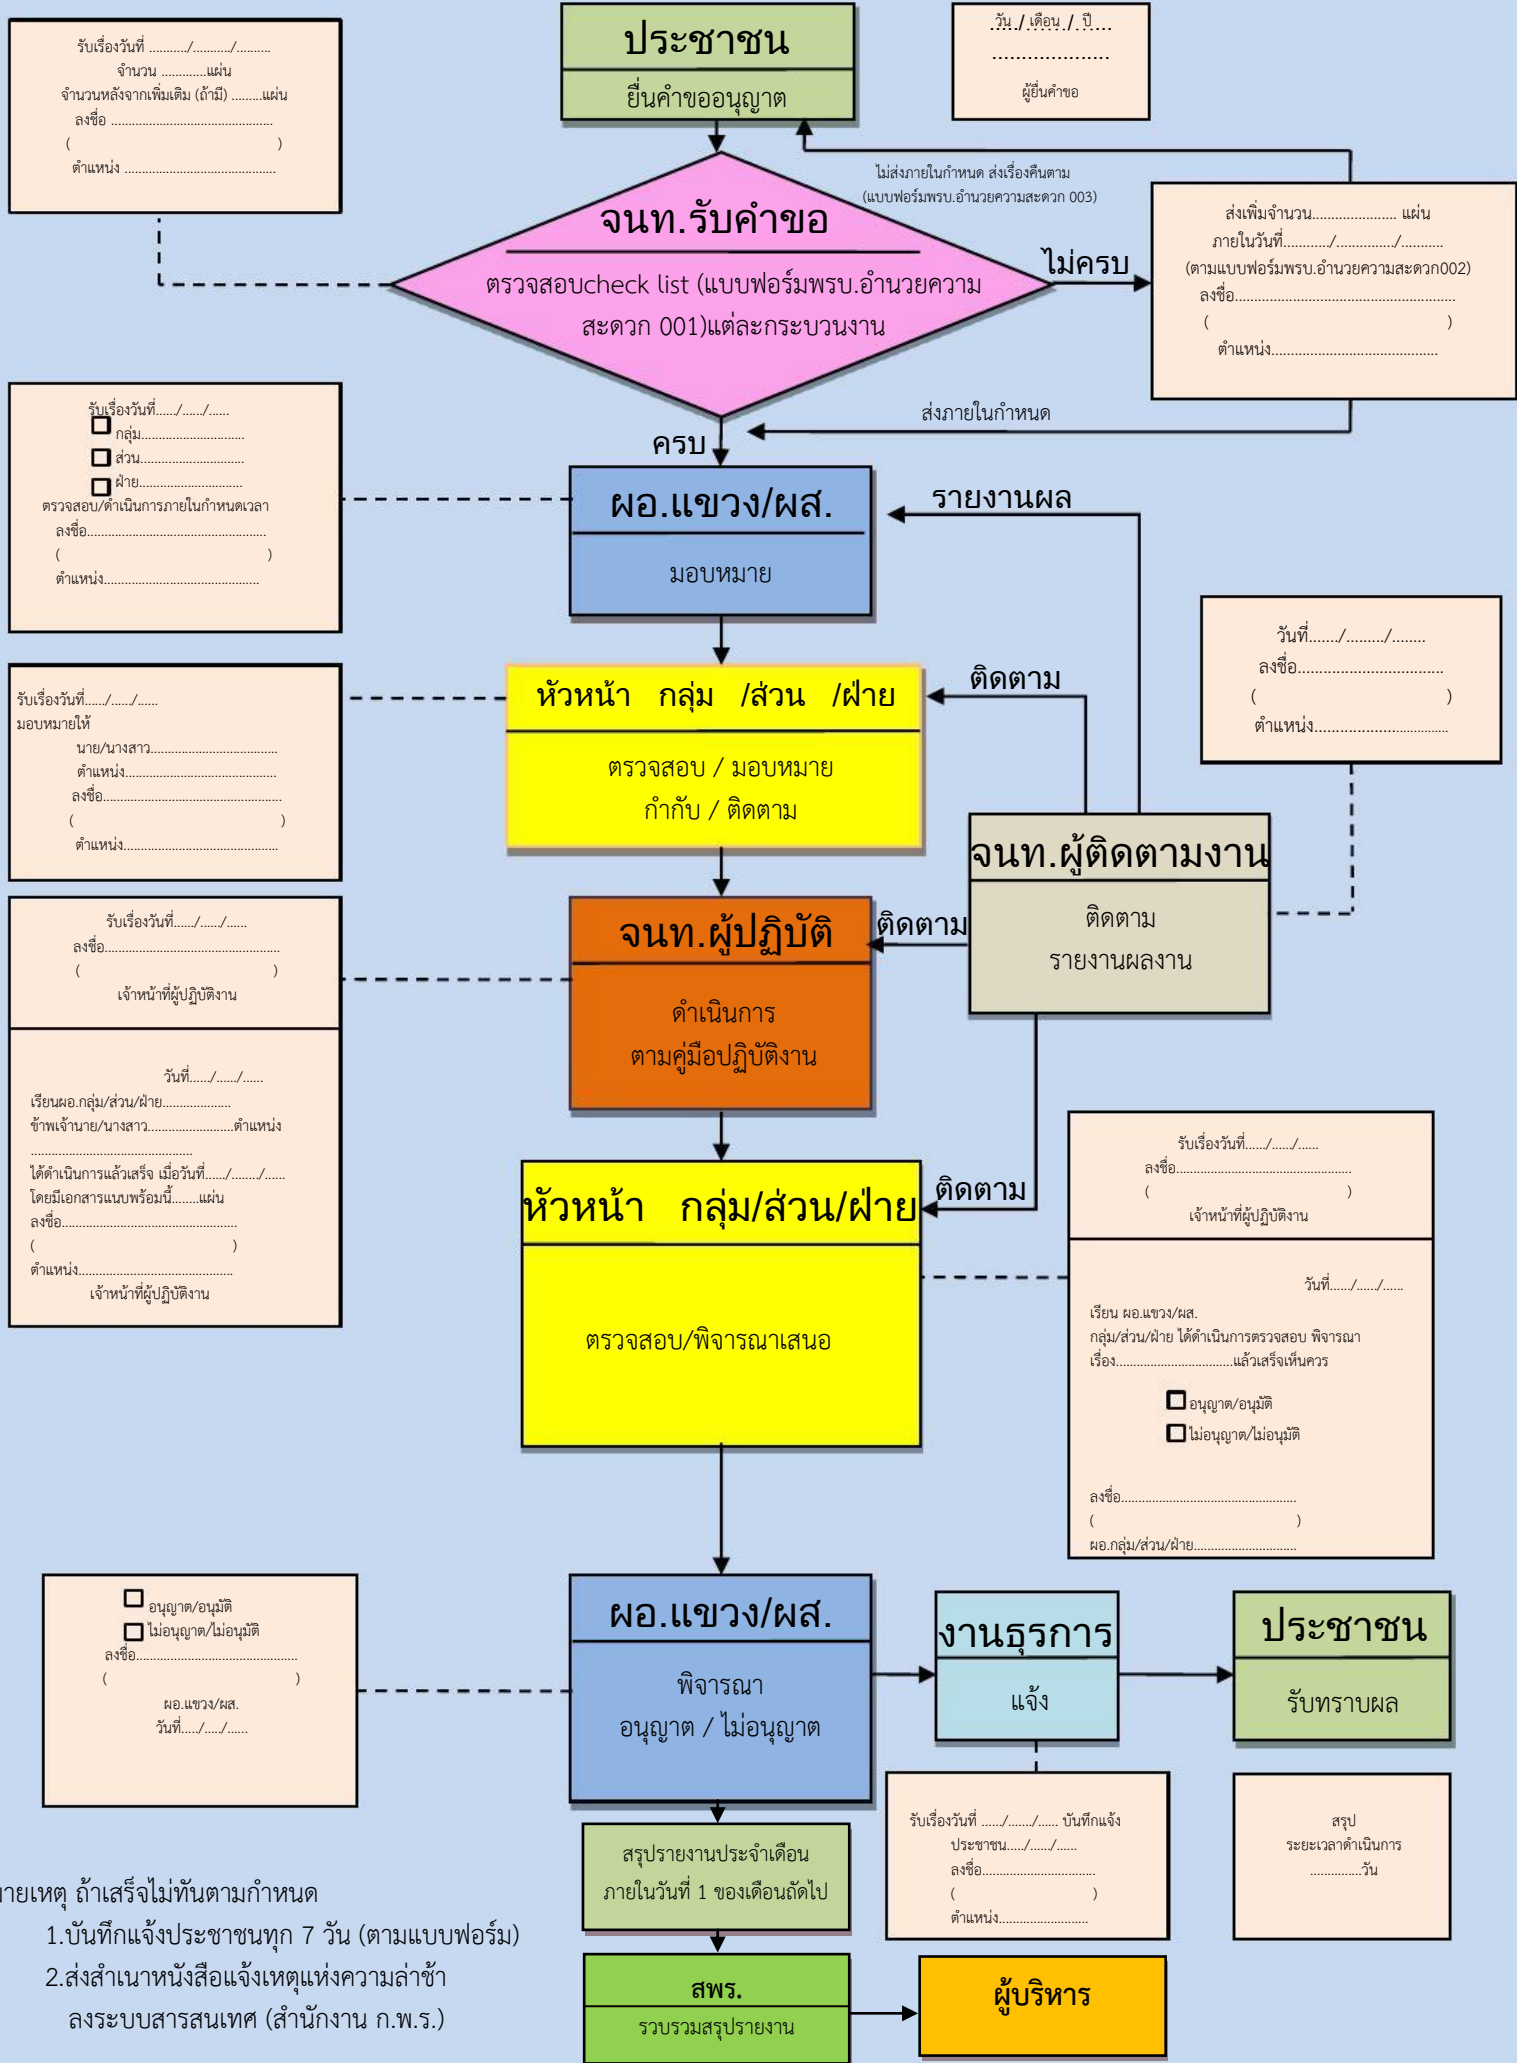 รับเรื่องวันที่ ........../........../.........
จำนวน ............แผ่น
จำนวนหลังจากเพิ่มเติม (ถ้ามี) ........แผ่น
ลงชื่อ ..............................................
( )
ตำแหน่ง ...........................................
ประชาชน
ยื่นคำขออนุญาต
วัน / เดือน / ปี
....................
ผู้ยื่นคำขอ
ไม่ส่งภายในกำหนด ส่งเรื่องคืนตาม
(แบบฟอร์มพรบ.อำนวยความสะดวก 003)
จนท.รับคำขอ
ตรวจสอบcheck list (แบบฟอร์มพรบ.อำนวยความ
สะดวก 001)แต่ละกระบวนงาน
ไม่ครบ
ส่งเพิ่มจำนวน...................... แผ่น
ภายในวันที่............/.............../...........
(ตามแบบฟอร์มพรบ.อำนวยความสะดวก002)
ลงชื่อ.........................................................
( )
ตำแหน่ง...........................................
ส่งภายในกำหนด
ครบ
รับเรื่องวันที่....../....../......
กลุ่ม..............................
ส่วน..............................
ฝ่าย..............................
ตรวจสอบ/ดำเนินการภายในกำหนดเวลา
ลงชื่อ....................................................
( )
ตำแหน่ง.............................................
ผอ.แขวง/ผส.
มอบหมาย
รายงานผล
วันที่......./........./........
ลงชื่อ..............................
( )
ตำแหน่ง..............................
รับเรื่องวันที่....../....../......
มอบหมายให้
นาย/นางสาว.....................................
ตำแหน่ง............................................
ลงชื่อ....................................................
( )
ตำแหน่ง.............................................
หัวหน้า กลุ่ม /ส่วน /ฝ่าย
ตรวจสอบ / มอบหมาย
กำกับ / ติดตาม
ติดตาม
จนท.ผู้ติดตามงาน
ติดตาม
รายงานผลงาน
รับเรื่องวันที่....../....../......
ลงชื่อ...................................................
( )
เจ้าหน้าที่ผู้ปฏิบัติงาน
จนท.ผู้ปฏิบัติ
ดำเนินการ
ตามคู่มือปฏิบัติงาน
ติดตาม
วันที่....../....../......
เรียนผอ.กลุ่ม/ส่วน/ฝ่าย....................
ข้าพเจ้านาย/นางสาว.........................ตำแหน่ง
...............................................
ได้ดำเนินการแล้วเสร็จ เมื่อวันที่....../......../......
โดยมีเอกสารแนบพร้อมนี้........แผ่น
ลงชื่อ...................................................
( )
ตำแหน่ง.............................................
เจ้าหน้าที่ผู้ปฏิบัติงาน
หัวหน้า กลุ่ม/ส่วน/ฝ่าย
ตรวจสอบ/พิจารณาเสนอ
ติดตาม
รับเรื่องวันที่....../....../......
ลงชื่อ...................................................
( )
เจ้าหน้าที่ผู้ปฏิบัติงาน
วันที่....../....../......
เรียน ผอ.แขวง/ผส.
กลุ่ม/ส่วน/ฝ่าย ได้ดำเนินการตรวจสอบ พิจารณา
เรื่อง..................................แล้วเสร็จเห็นควร
อนุญาต/อนุมัติ
ไม่อนุญาต/ไม่อนุมัติ
ลงชื่อ...................................................
( )
ผอ.กลุ่ม/ส่วน/ฝ่าย..............................
อนุญาต/อนุมัติ
ไม่อนุญาต/ไม่อนุมัติ
ลงชื่อ...............................................
( )
ผอ.แขวง/ผส.
วันที่...../...../......
ผอ.แขวง/ผส.
พิจารณา
อนุญาต / ไม่อนุญาต
งานธุรการ
แจ้ง
ประชาชน
รับทราบผล
รับเรื่องวันที่ ....../......./...... บันทึกแจ้ง
ประชาชน...../....../......
ลงชื่อ.................................
( )
ตำแหน่ง..........................
สรุป
ระยะเวลาดำเนินการ
...............วัน
สรุปรายงานประจำเดือน
ภายในวันที่ 1 ของเดือนถัดไป
มายเหตุ ถ้าเสร็จไม่ทันตามกำหนด
1.บันทึกแจ้งประชาชนทุก 7 วัน (ตามแบบฟอร์ม)
2.ส่งสำเนาหนังสือแจ้งเหตุแห่งความล่าช้า
ลงระบบสารสนเทศ (สำนักงาน ก.พ.ร.)
สพร.
รวบรวมสรุปรายงาน
ผู้บริหาร